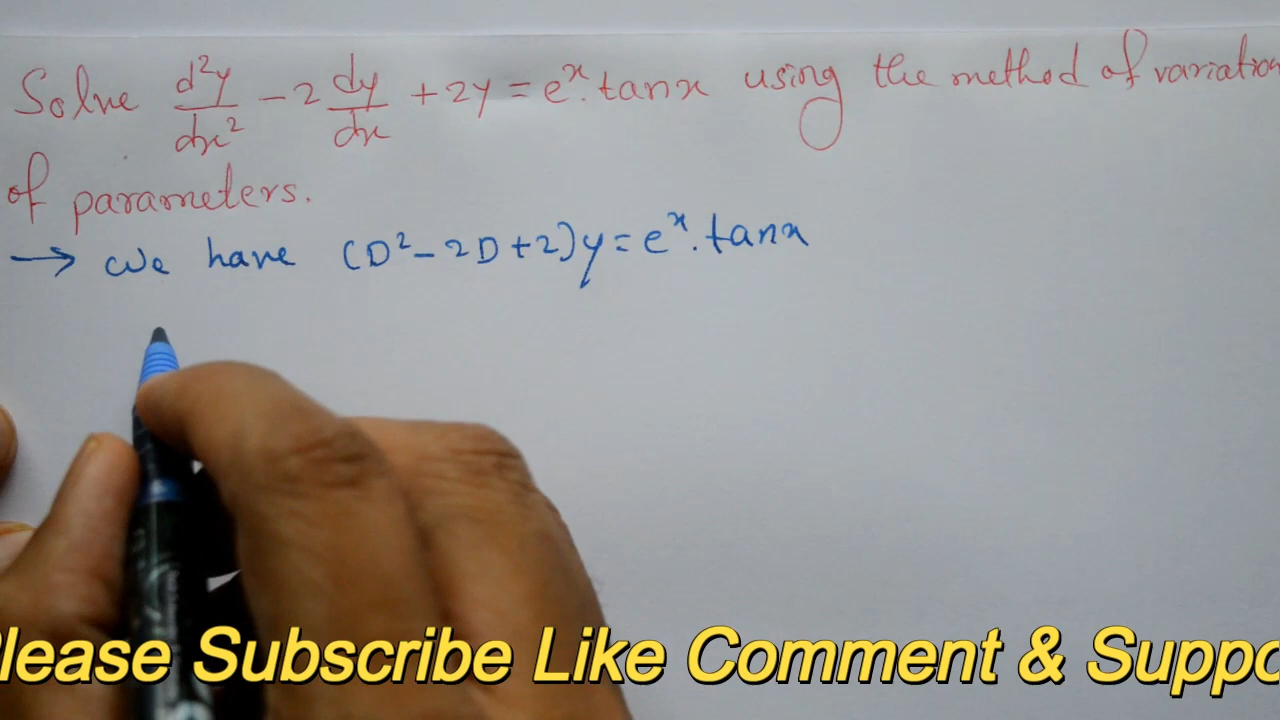 Solve d²y/dx² - 2 dy/dx + 2y = eˣ. tanx using the method of variation
of parameters.
→ We have (D² - 2D + 2)y = eˣ. tanx
lease Subscribe Like Comment & Suppo